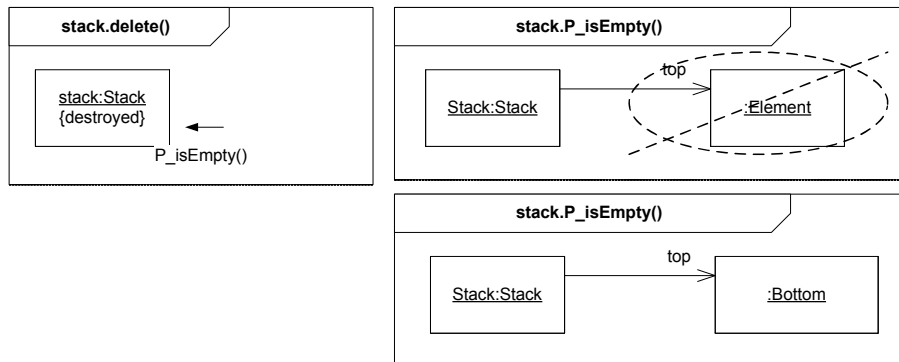 stack.delete()
stack:Stack
{destroyed}
P_isEmpty()
stack.P_isEmpty()
top
Stack:Stack
:Element
stack.P_isEmpty()
top
Stack:Stack
:Bottom